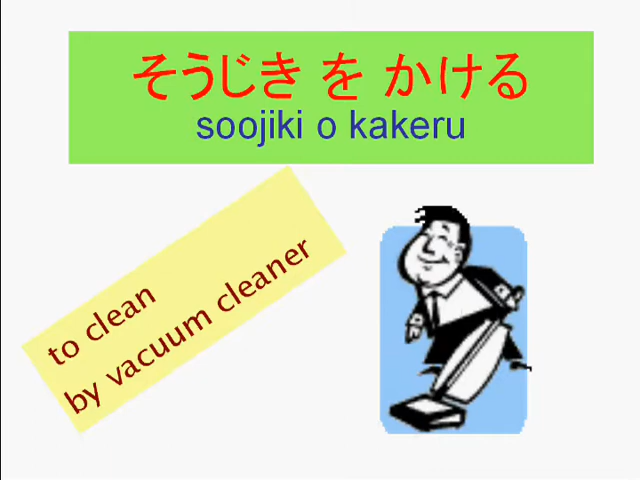 そうじき を かける
soojiki o kakeru
to clean
by vacuum cleaner